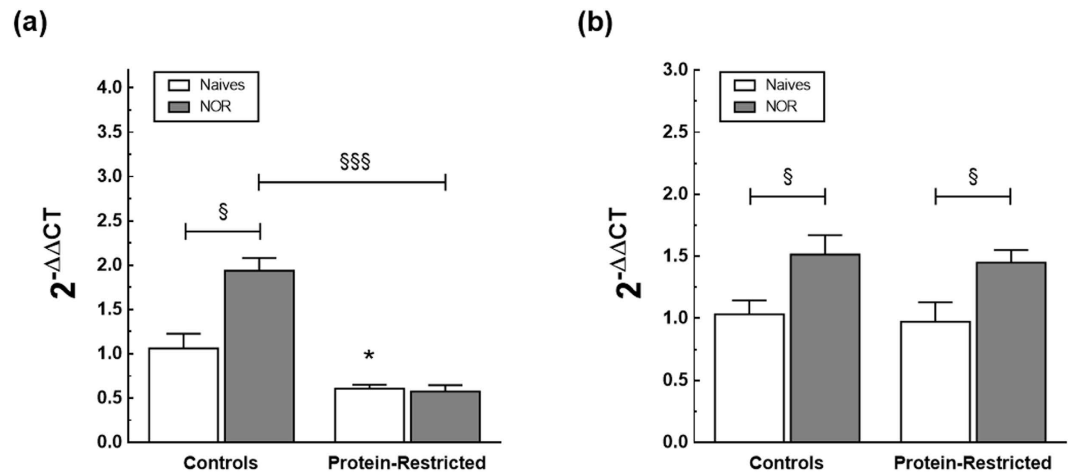 (a)
Naives
NOR
4.0
3.5
3.0
2.5
2.0
1.5
1.0
0.5
0.0
2^-ΔΔCT
§
§§§
*
Controls
Protein-Restricted
(b)
Naives
NOR
3.0
2.5
2.0
1.5
1.0
0.5
0.0
2^-ΔΔCT
§
§
Controls
Protein-Restricted